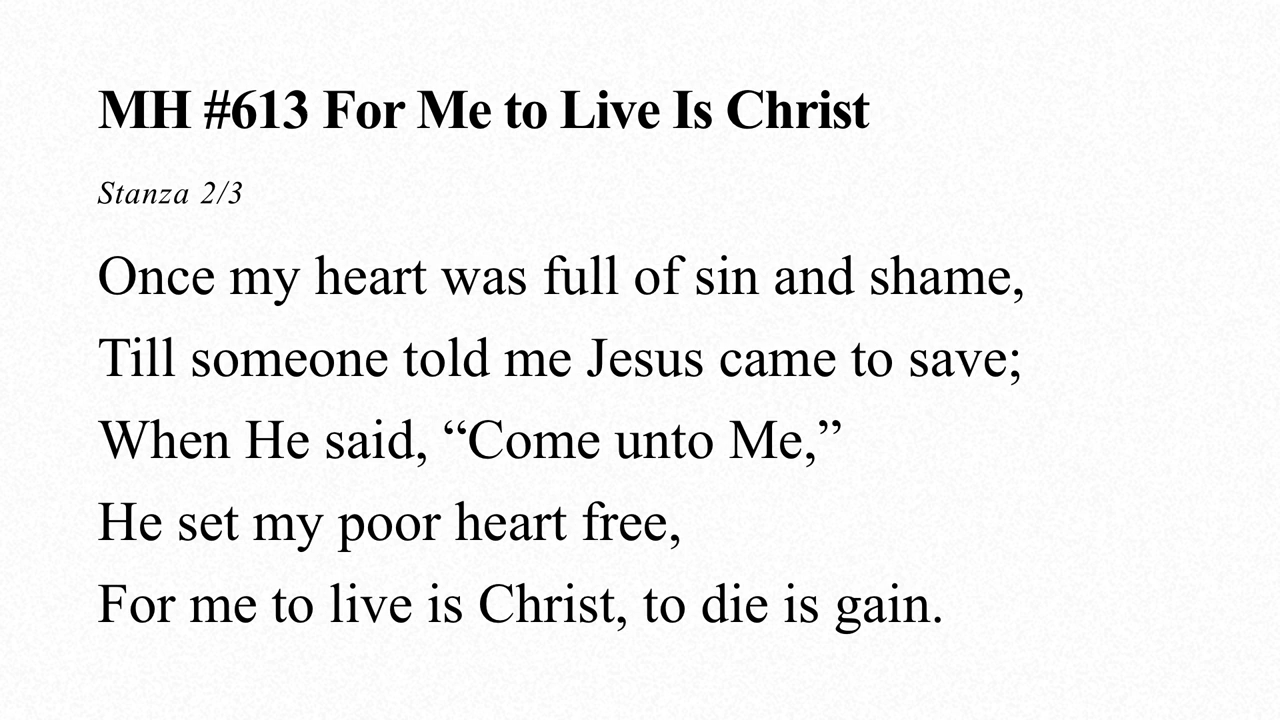 MH #613 For Me to Live Is Christ
Stanza 2/3
Once my heart was full of sin and shame,
Till someone told me Jesus came to save;
When He said, “Come unto Me,”
He set my poor heart free,
For me to live is Christ, to die is gain.